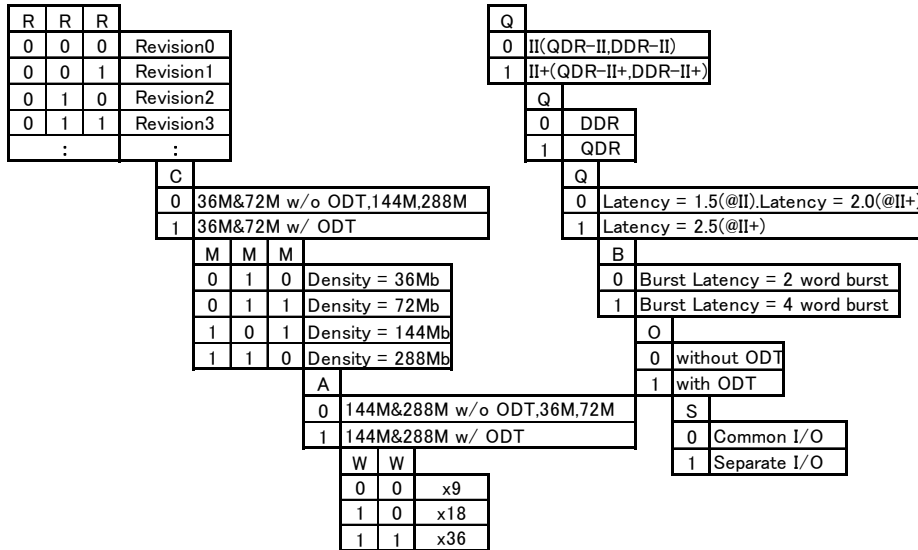 R R R
0 0 0 Revision0
0 0 1 Revision1
0 1 0 Revision2
0 1 1 Revision3
: :
C
0 36M&72M w/o ODT,144M,288M
1 36M&72M w/ ODT
M M M
0 1 0 Density = 36Mb
0 1 1 Density = 72Mb
1 0 1 Density = 144Mb
1 1 0 Density = 288Mb
A
0 144M&288M w/o ODT,36M,72M
1 144M&288M w/ ODT
W W
0 0 x9
1 0 x18
1 1 x36
Q
0 II(QDR-II,DDR-II)
1 II+(QDR-II+,DDR-II+)
Q
0 DDR
1 QDR
Q
0 Latency = 1.5(@II).Latency = 2.0(@II+)
1 Latency = 2.5(@II+)
B
0 Burst Latency = 2 word burst
1 Burst Latency = 4 word burst
O
0 without ODT
1 with ODT
S
0 Common I/O
1 Separate I/O